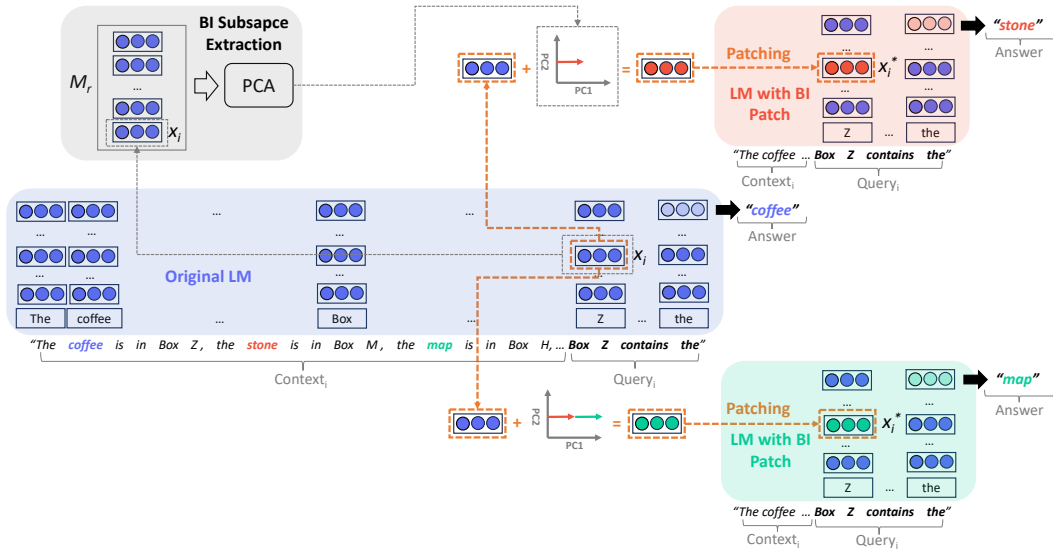 BI Subsapce
Extraction
M_r
...
X_i
PCA
+
PC2
PC1
=
Patching
LM with BI
Patch
... ...
X_i*
... ...
Z ... the
“The coffee ... Box Z contains the”
Context_i Query_i
“stone”
Answer
... ... ...
... ... ... ...
X_i
Original LM
... ... ... ...
The coffee ... Box ... Z ... the
“The coffee is in Box Z, the stone is in Box M, the map is in Box H, ... Box Z contains the”
Context_i Query_i
“coffee”
Answer
+
PC2
PC1
=
Patching
LM with BI
Patch
... ...
X_i*
... ...
Z ... the
“The coffee ... Box Z contains the”
Context_i Query_i
“map”
Answer